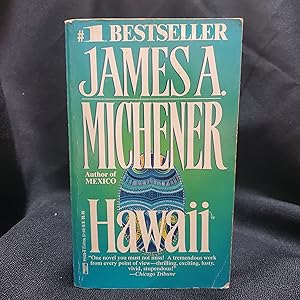 #1 BESTSELLER
JAMES A.
MICHENER
Author of
MEXICO
Hawaii
"One novel you must not miss! A tremendous work
from every point of view—thrilling, exciting, lusty,
vivid, stupendous!"
—Chicago Tribune